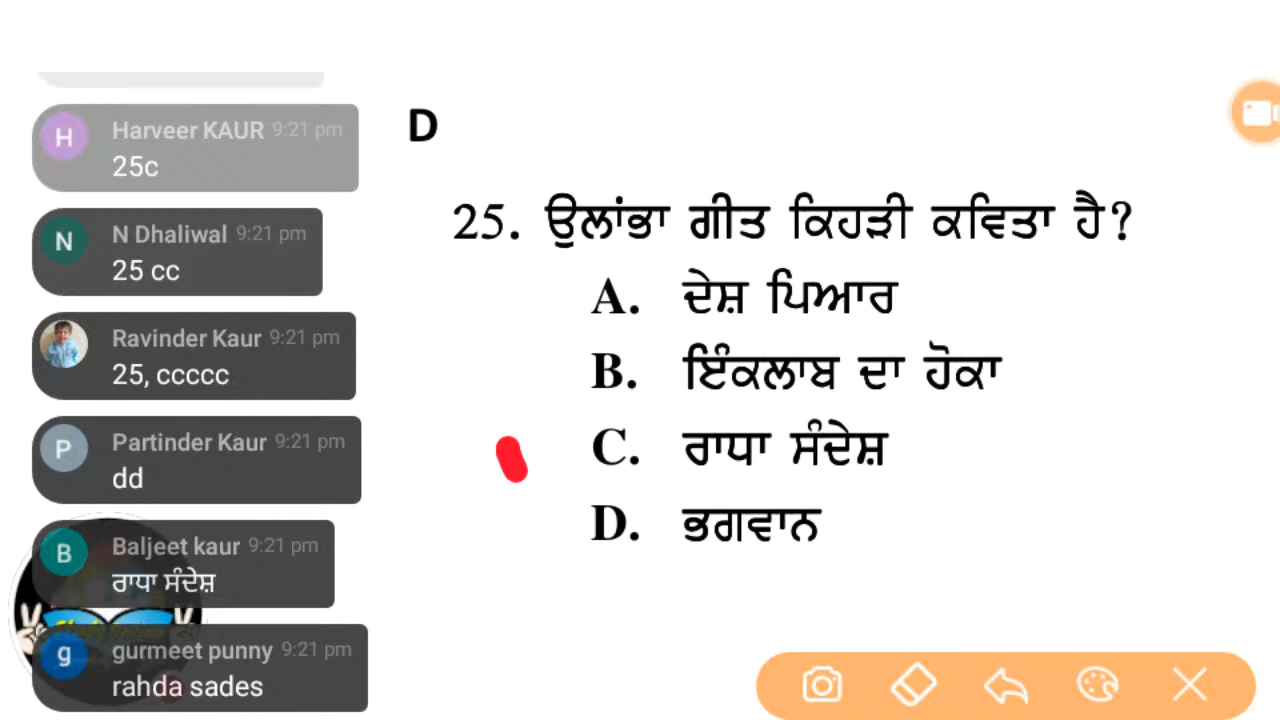 H Harveer KAUR 9:21 pm
25c
N N Dhaliwal 9:21 pm
25 cc
Ravinder Kaur 9:21 pm
25, ccccc
P Partinder Kaur 9:21 pm
dd
B Baljeet kaur 9:21 pm
ਰਾਧਾ ਸੰਦੇਸ਼
g gurmeet punny 9:21 pm
rahda sades
D
25. ਉਲਾਂਭਾ ਗੀਤ ਕਿਹੜੀ ਕਵਿਤਾ ਹੈ?
A. ਦੇਸ਼ ਪਿਆਰ
B. ਇੰਕਲਾਬ ਦਾ ਹੋਕਾ
C. ਰਾਧਾ ਸੰਦੇਸ਼
D. ਭਗਵਾਨ